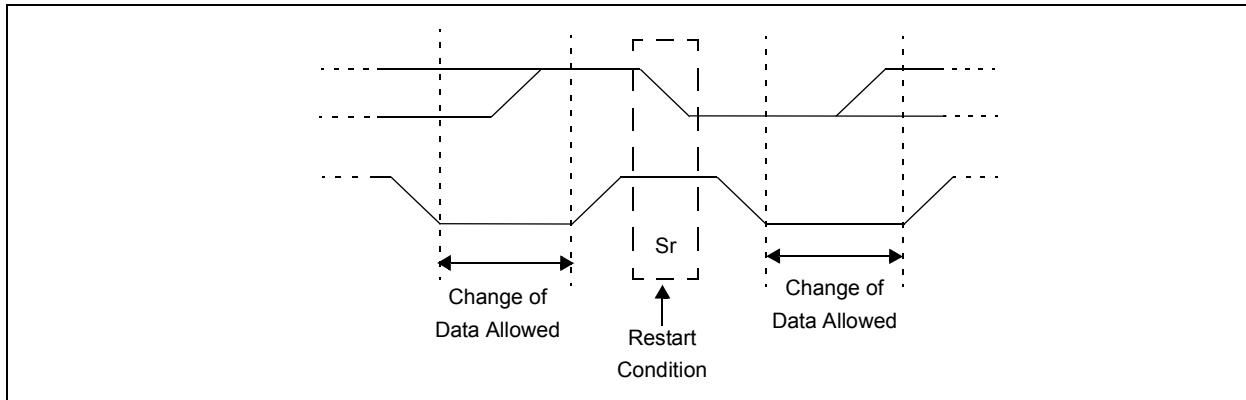 Sr
Change of
Data Allowed
Restart
Condition
Change of
Data Allowed